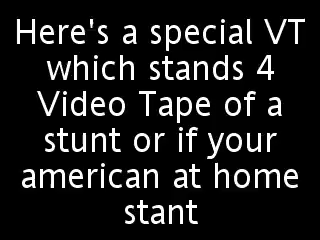 Here's a special VT
which stands 4
Video Tape of a
stunt or if your
american at home
stant